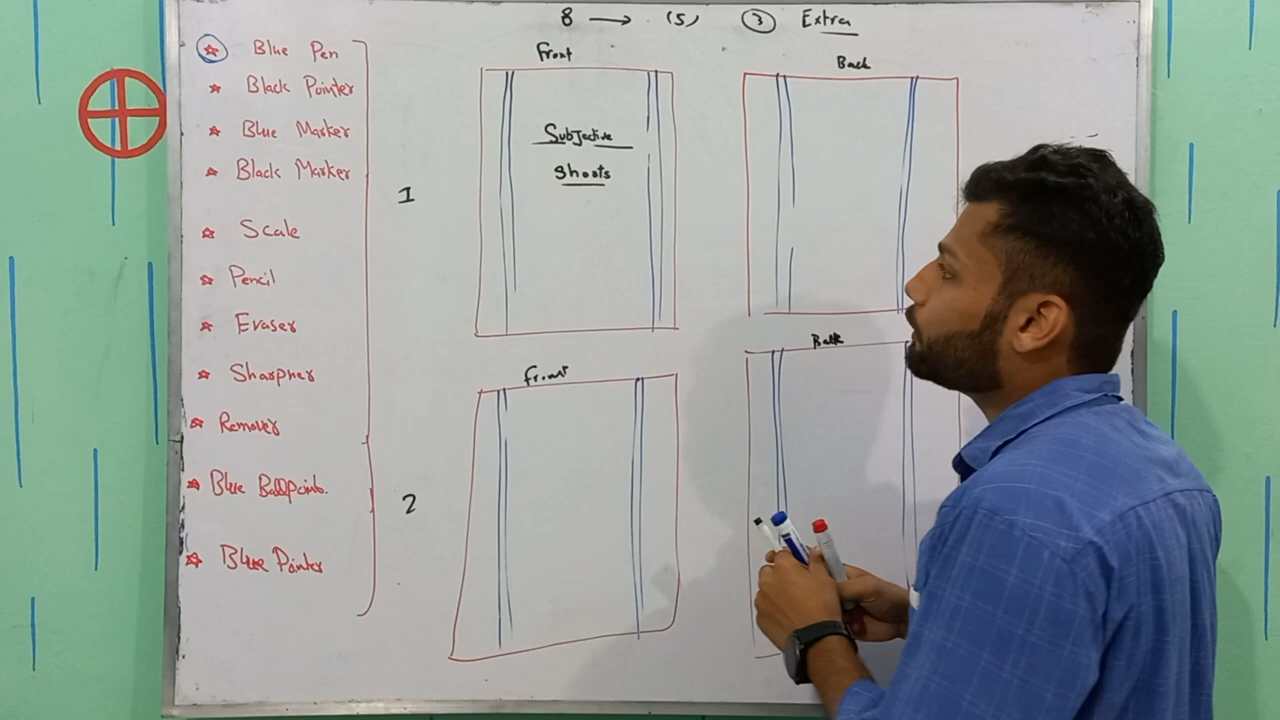 8 → (5) ③ Extra
☆ Blue Pen
☆ Black Pointer
☆ Blue Marker
☆ Black Marker
☆ Scale
☆ Pencil
☆ Eraser
☆ Sharpner
☆ Remover
☆ Blue Ballpoint.
☆ Blue Pointer
1
Front
Subjective
Sheets
Back
2
Front
Back